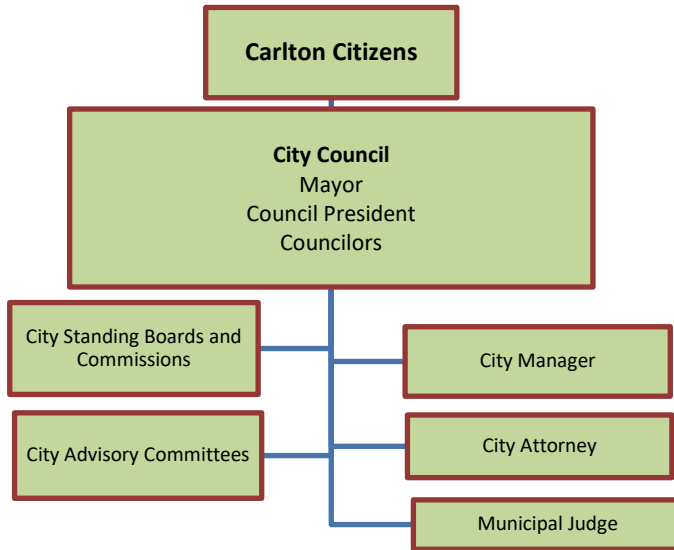 Carlton Citizens
City Council
Mayor
Council President
Councilors
City Standing Boards and
Commissions
City Manager
City Advisory Committees
City Attorney
Municipal Judge